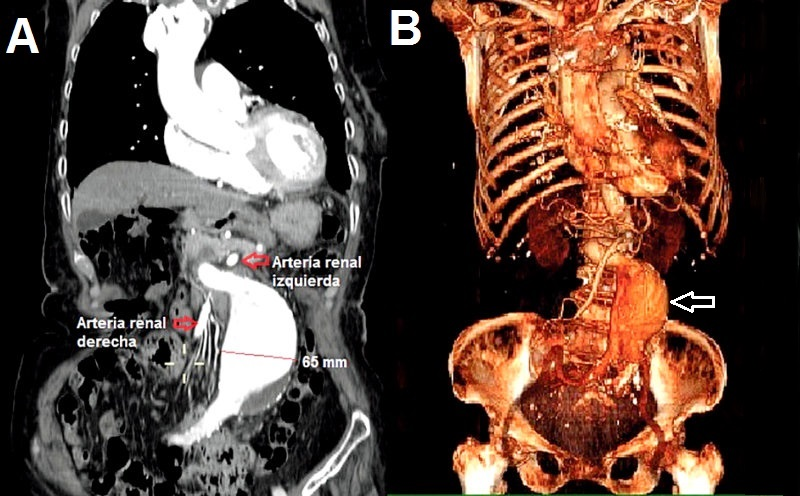 A
B
Arteria renal
izquierda
Arteria renal
derecha
65 mm